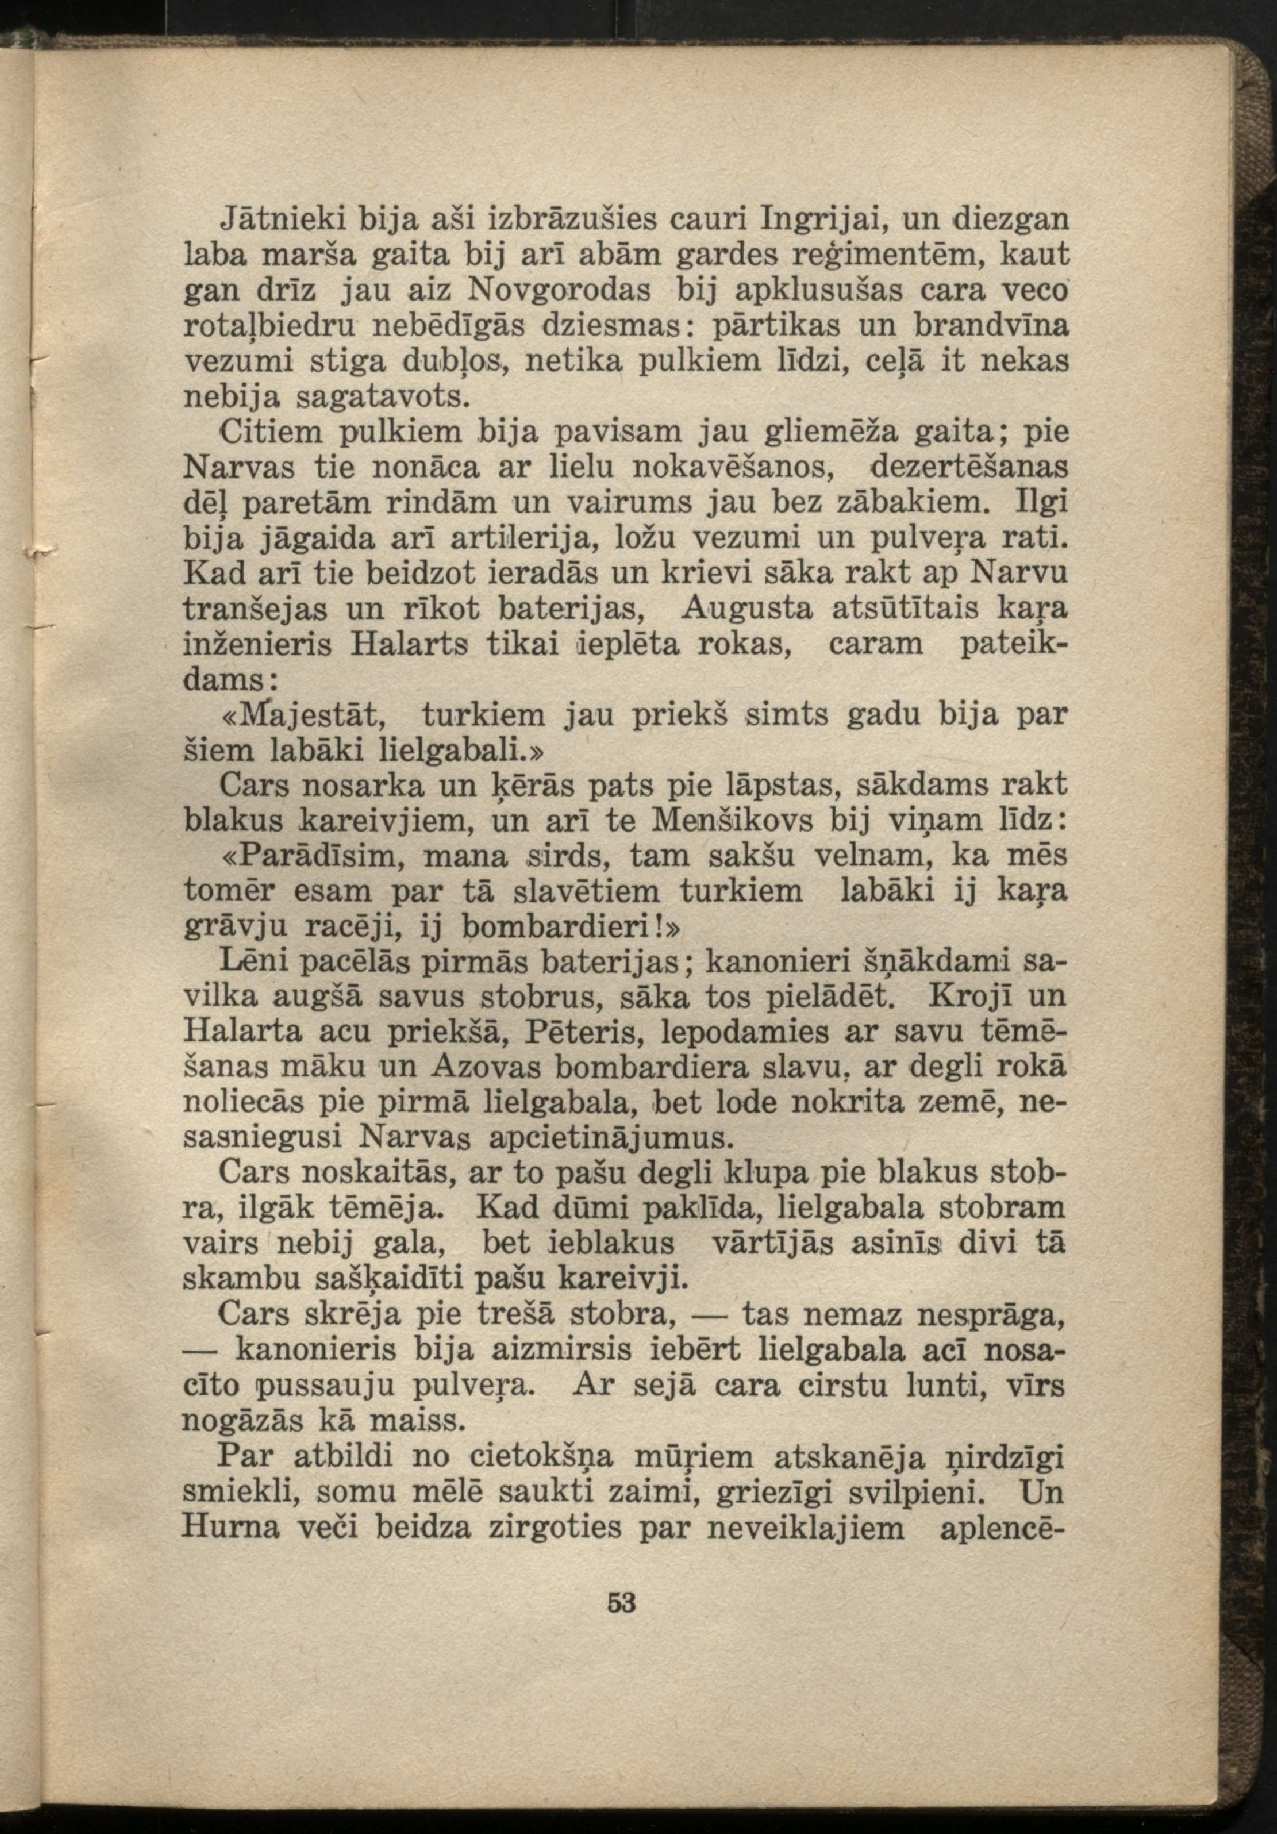 Jātnieki bija aši izbrāzušies cauri Ingrijai, un diezgan
laba marša gaita bij arī abām gardes reģimentēm, kaut
gan drīz jau aiz Novgorodas bij apklusušas cara veco
rotaļbiedru nebēdīgās dziesmas: pārtikas un brandvīna
vezumi stiga dubļos, netika pulkiem līdzi, ceļā it nekas
nebija sagatavots.
Citiem pulkiem bija pavisam jau gliemēža gaita; pie
Narvas tie nonāca ar lielu nokavēšanos, dezertēšanas
dēļ paretām rindām un vairums jau bez zābakiem. Ilgi
bija jāgaida arī artilerija, ložu vezumi un pulveŗa rati.
Kad arī tie beidzot ieradās un krievi sāka rakt ap Narvu
tranšejas un rīkot baterijas, Augusta atsūtītais kaŗa
inženieris Halarts tikai ieplēta rokas, caram pateik-
dams:
«Majestāt, turkiem jau priekš simts gadu bija par
šiem labāki lielgabali.»
Cars nosarka un ķērās pats pie lāpstas, sākdams rakt
blakus kareivjiem, un arī te Menšikovs bij viņam līdz:
«Parādīsim, mana sirds, tam sakšu velnam, ka mēs
tomēr esam par tā slavētiem turkiem labāki ij kaŗa
grāvju racēji, ij bombardieri!»
Lēni pacēlās pirmās baterijas; kanonieri šņākdami sa-
vilka augšā savus stobrus, sāka tos pielādēt. Krojī un
Halarta acu priekšā, Pēteris, lepodamies ar savu tēmē-
šanas māku un Azovas bombardiera slavu, ar degli rokā
noliecās pie pirmā lielgabala, bet lode nokrita zemē, ne-
sasniegusi Narvas apcietinājumus.
Cars noskaitās, ar to pašu degli klupa pie blakus stob-
ra, ilgāk tēmēja. Kad dūmi paklīda, lielgabala stobram
vairs nebij gala, bet ieblakus vārtījās asinīs divi tā
skambu sašķaidīti pašu kareivji.
Cars skrēja pie trešā stobra, — tas nemaz nesprāga,
— kanonieris bija aizmirsis iebērt lielgabala acī nosa-
cīto pussauju pulveŗa. Ar sejā cara cirstu lunti, vīrs
nogāzās kā maiss.
Par atbildi no cietokšņa mūŗiem atskanēja ņirdzīgi
smiekli, somu mēlē saukti zaimi, griezīgi svilpieni. Un
Hurna veči beidza zirgoties par neveiklajiem aplencē-
53